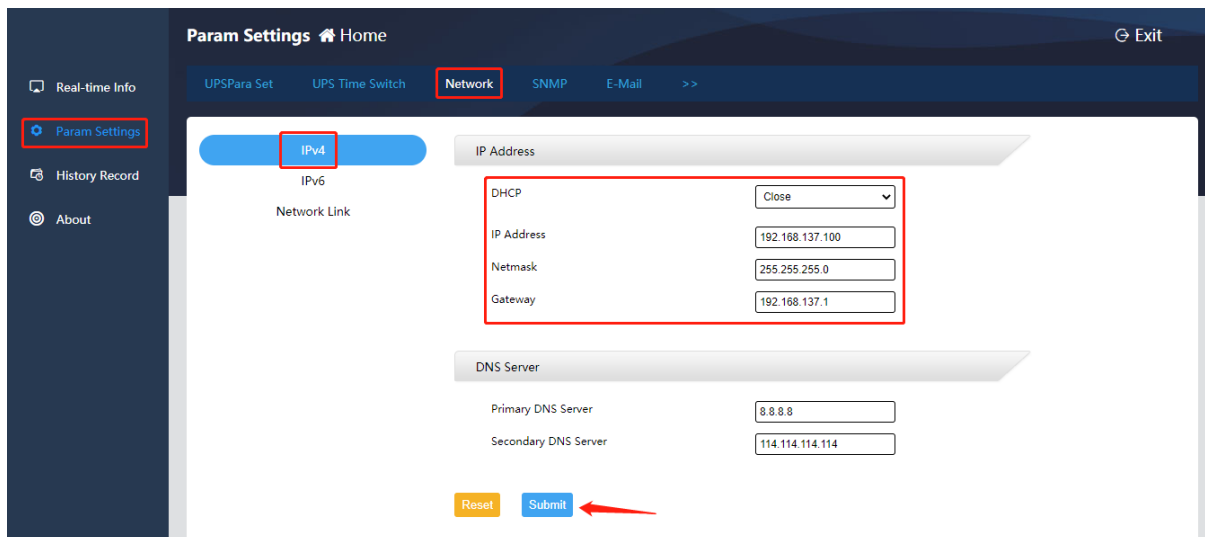 Param Settings Home
Exit
Real-time Info
Param Settings
History Record
About
UPSPara Set UPS Time Switch Network SNMP E-Mail >>
IPv4
IPv6
Network Link
IP Address
DHCP Close
IP Address 192.168.137.100
Netmask 255.255.255.0
Gateway 192.168.137.1
DNS Server
Primary DNS Server 8.8.8.8
Secondary DNS Server 114.114.114.114
Reset Submit